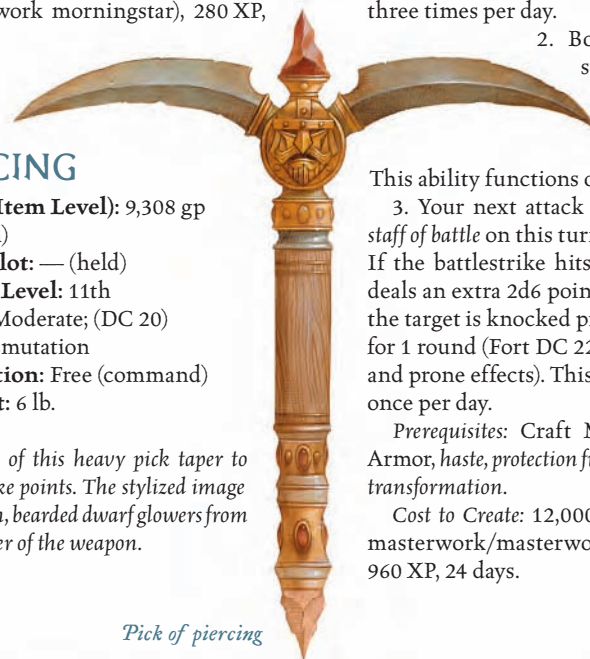 work morningstar), 280 XP,
CING
Item Level): 9,308 gp
)
lot: — (held)
Level: 11th
Moderate; (DC 20)
mutation
tion: Free (command)
t: 6 lb.
of this heavy pick taper to
ke points. The stylized image
, bearded dwarf glowers from
er of the weapon.
Pick of piercing
three times per day.
2. Bo
s
This ability functions
3. Your next attack
staff of battle on this tur
If the battlestrike hits
deals an extra 2d6 poin
the target is knocked p
for 1 round (Fort DC 22
and prone effects). This
once per day.
Prerequisites: Craft M
Armor, haste, protection f
transformation.
Cost to Create: 12,000
masterwork/masterwo
960 XP, 24 days.